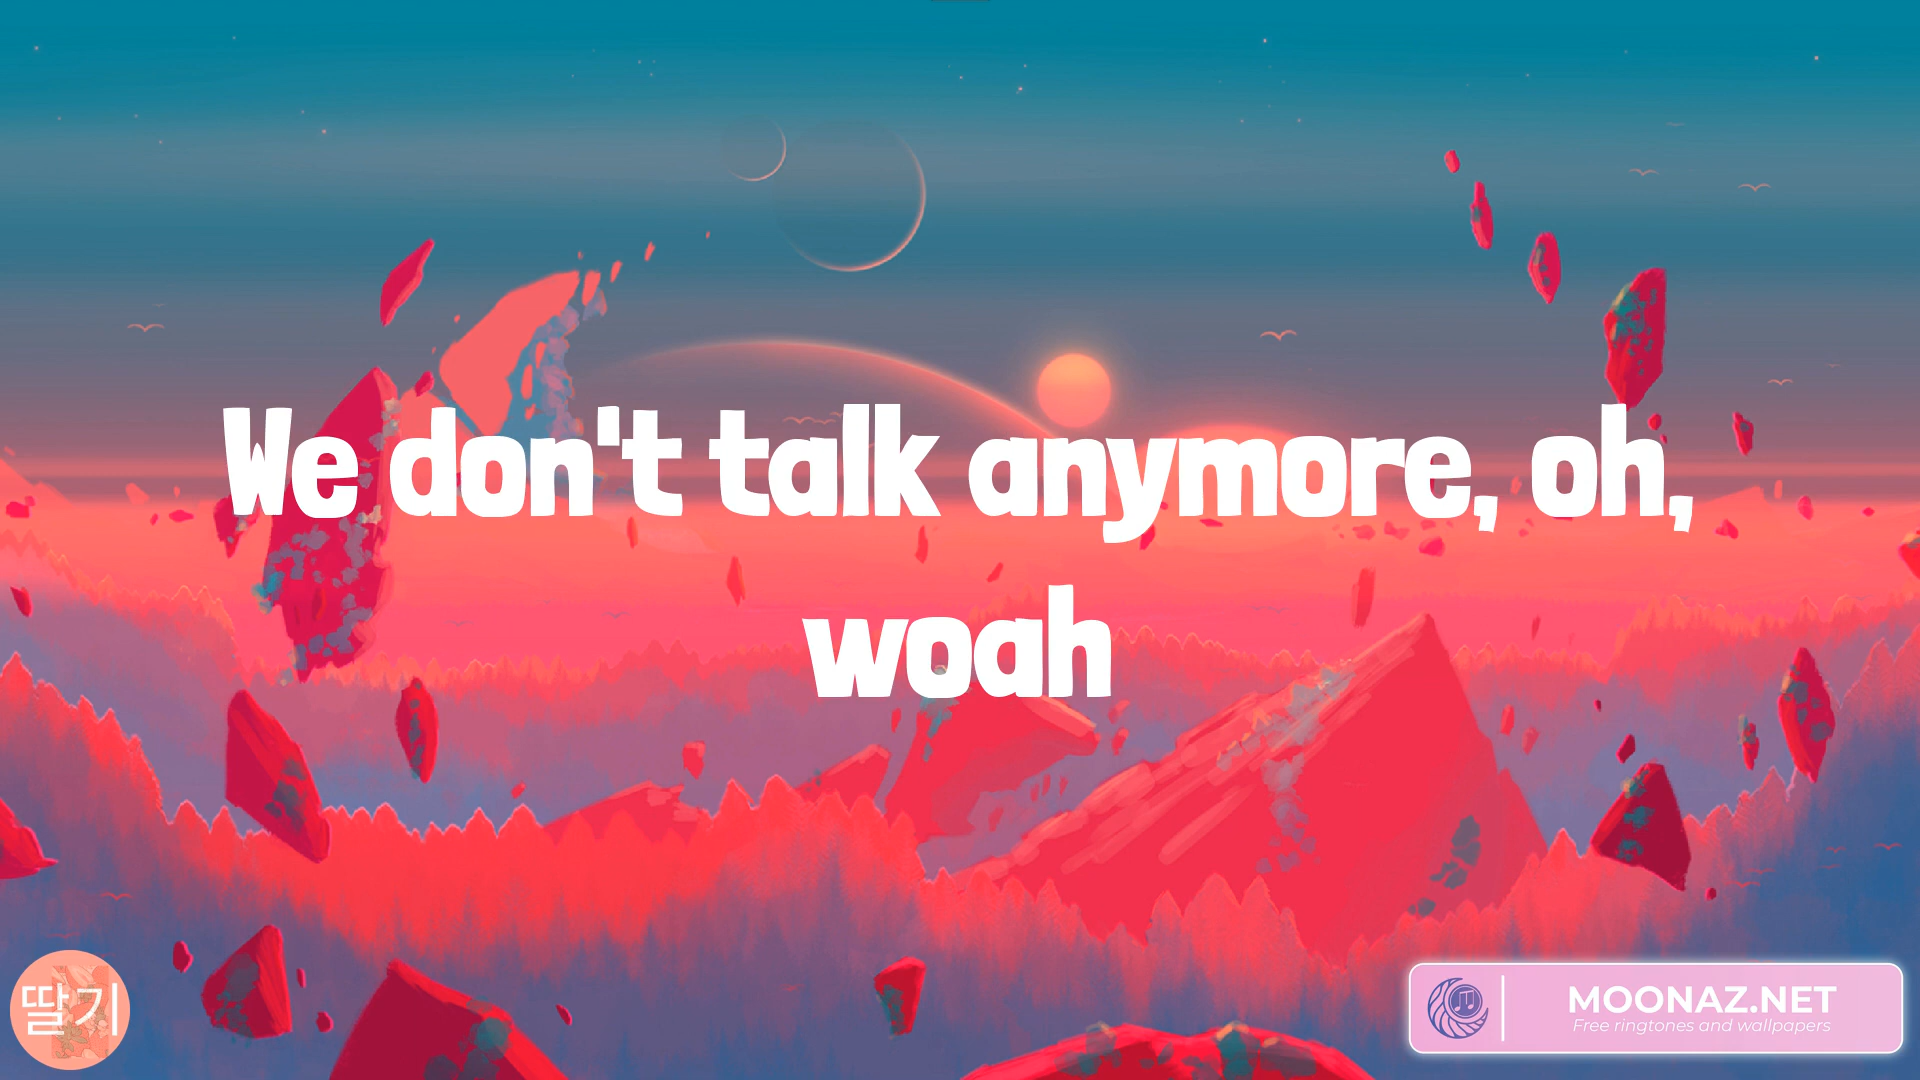 We don't talk anymore, oh,
woah
딸기
MOONAZ.NET
Free ringtones and wallpapers